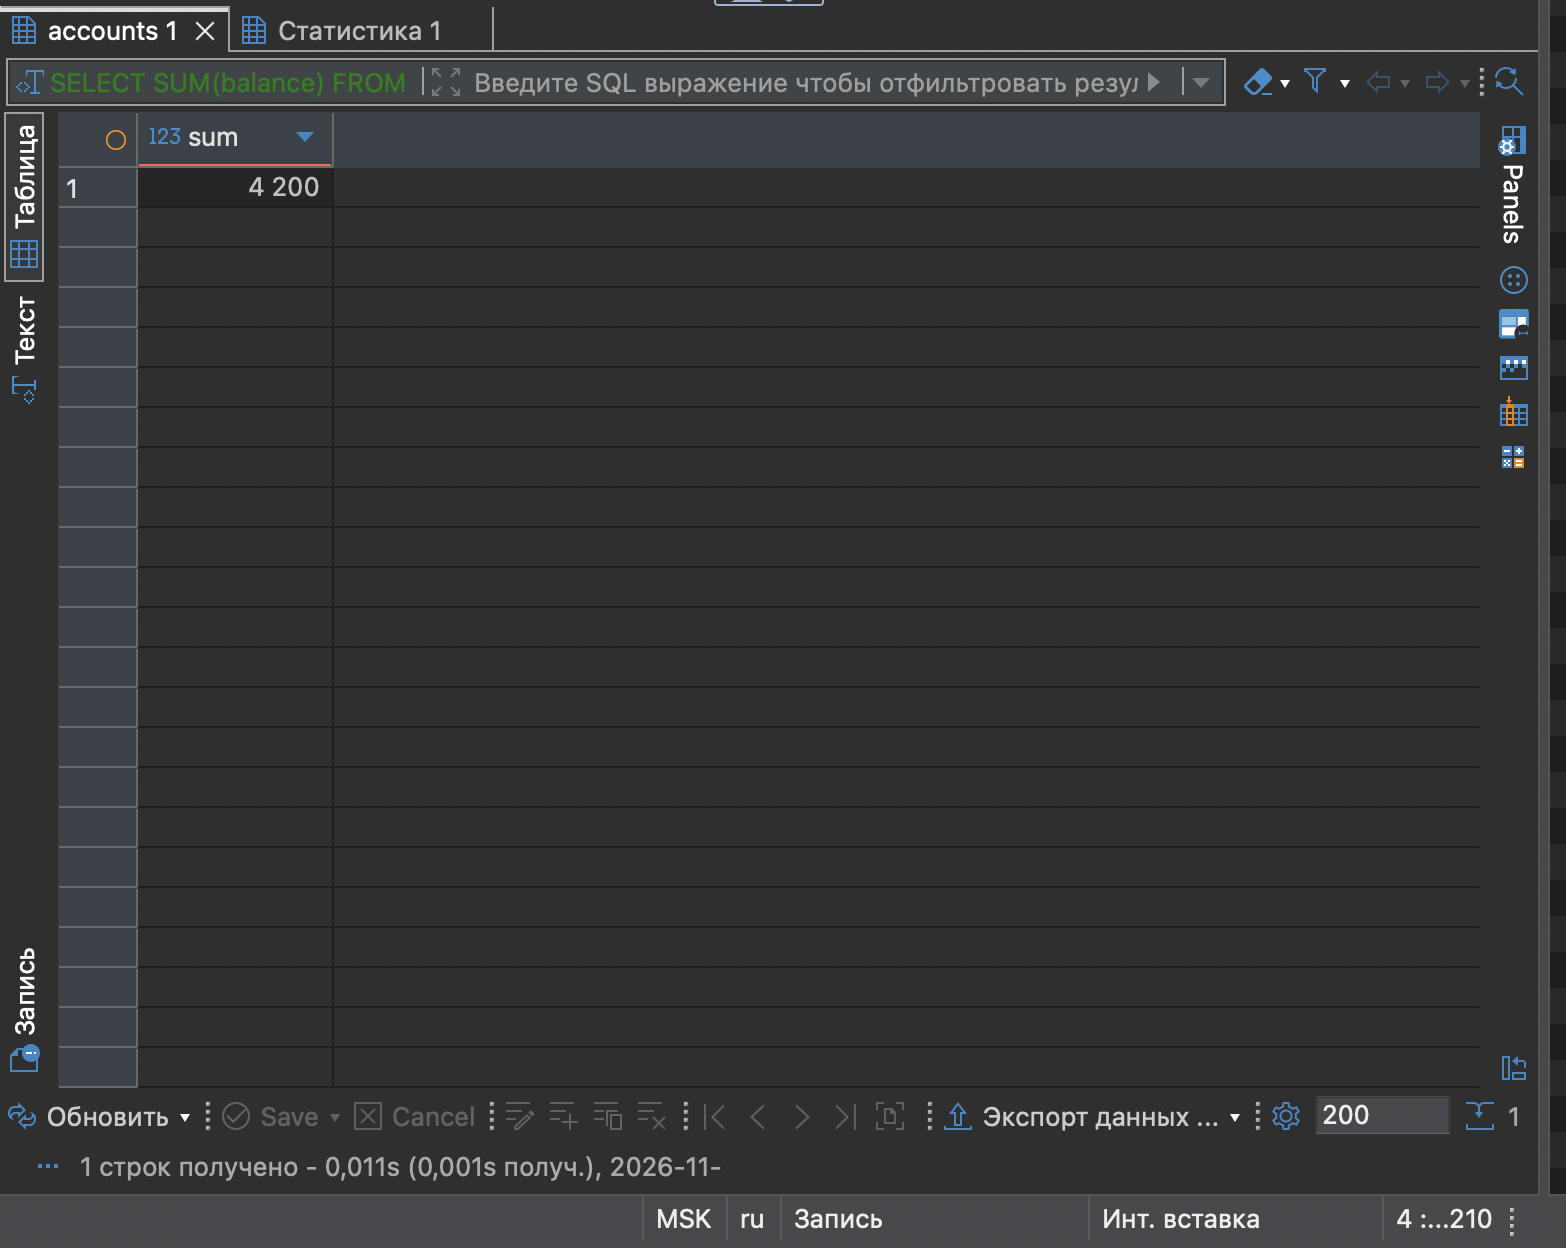 accounts 1
Статистика 1
SELECT SUM(balance) FROM
Введите SQL выражение чтобы отфильтровать резул
Таблица
Текст
Запись
123 sum
1
4 200
Panels
Обновить
Save
Cancel
Экспорт данных ...
200
1
1 строк получено - 0,011s (0,001s получ.), 2026-11-
MSK
ru
Запись
Инт. вставка
4 :...210